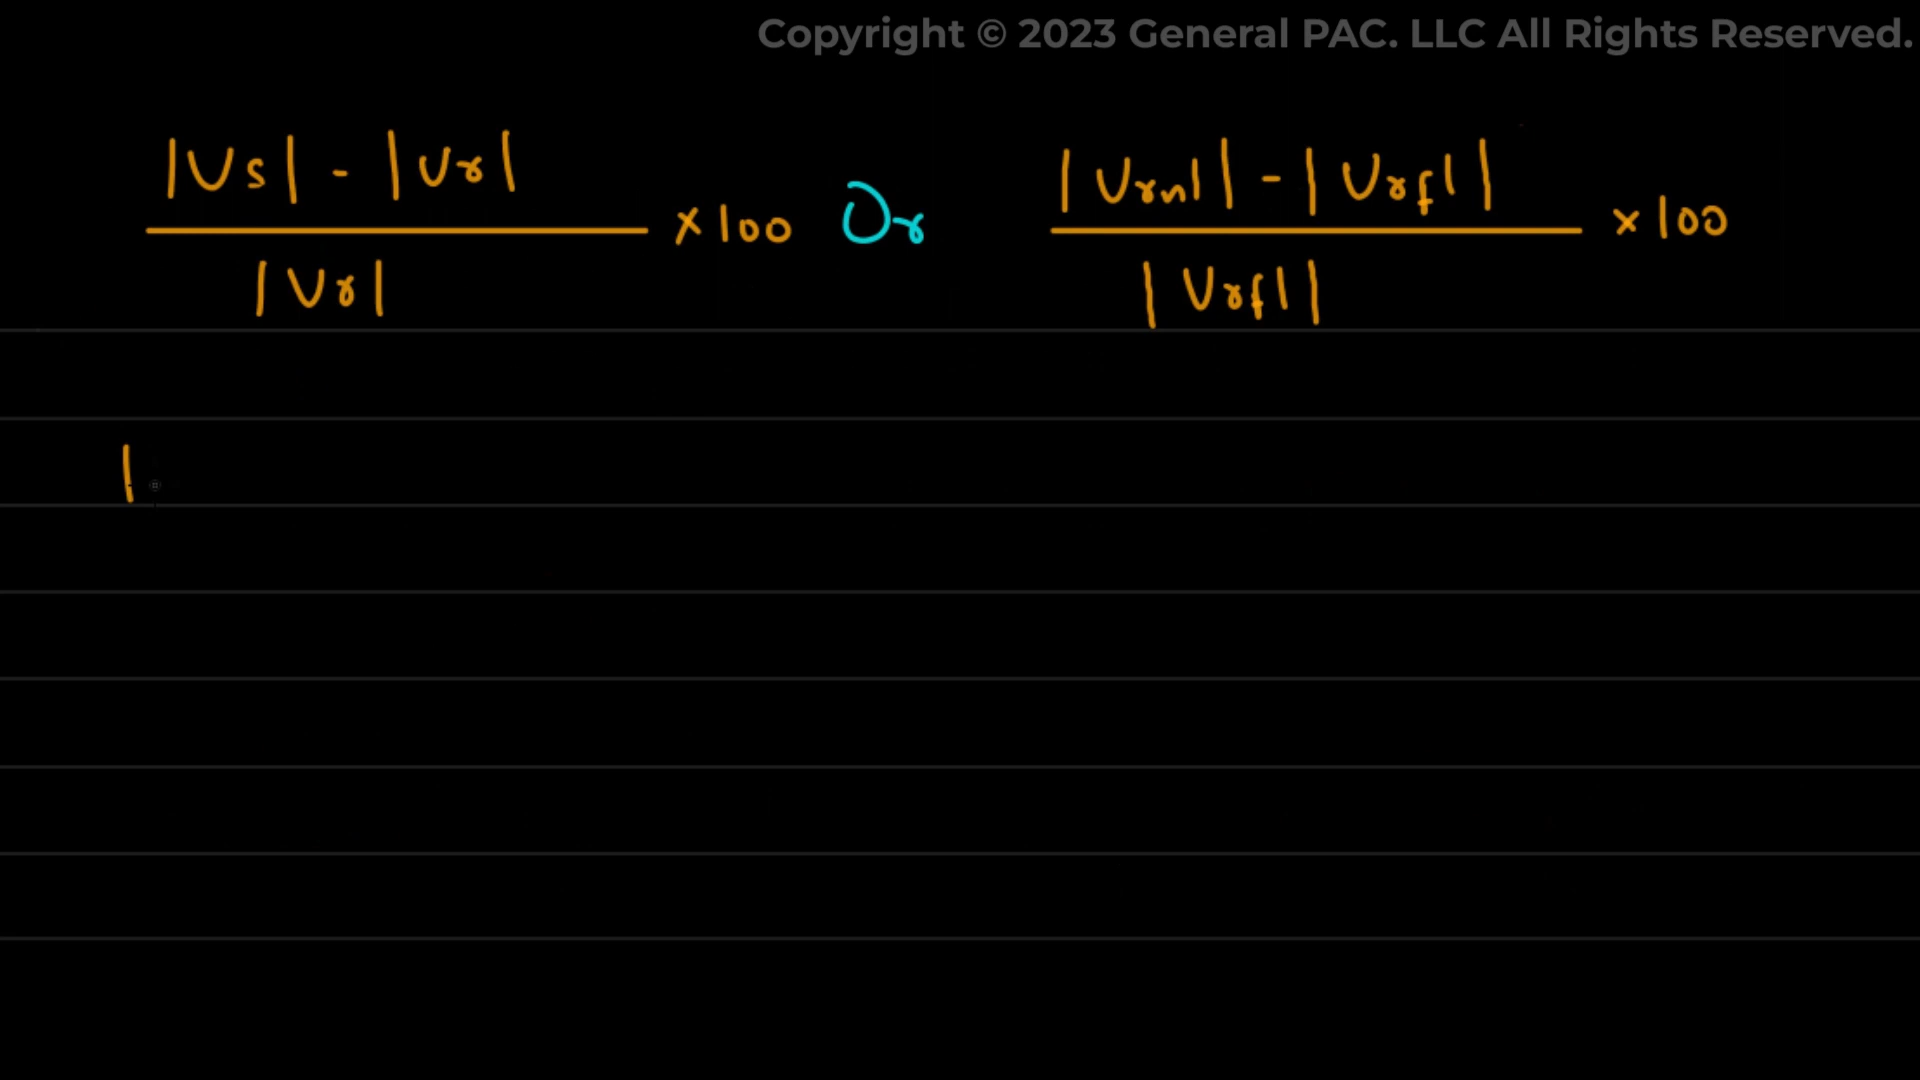 Copyright © 2023 General PAC. LLC All Rights Reserved.
|Vs| - |Vr| / |Vr| × 100 Or |Vrnl| - |Vrfl| / |Vrfl| × 100
|